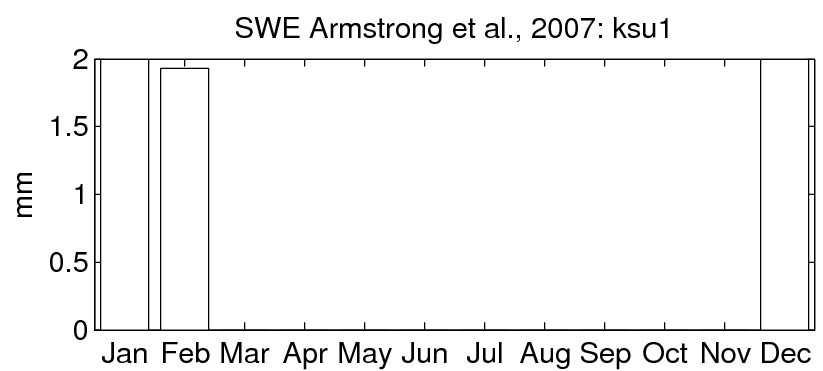 SWE Armstrong et al., 2007: ksu1
2
1.5
1
0.5
0
mm
Jan Feb Mar Apr May Jun Jul Aug Sep Oct Nov Dec